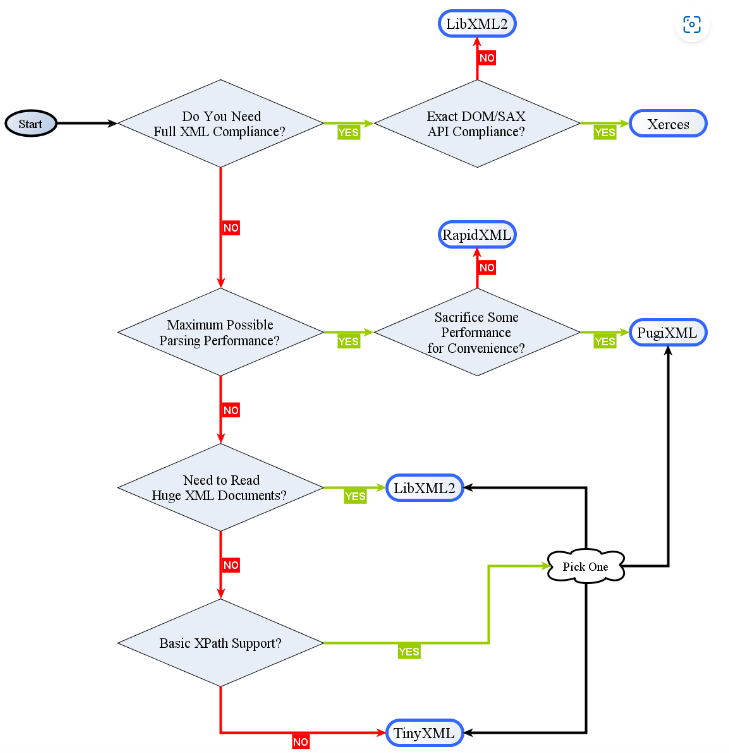 LibXML2
NO
Start
Do You Need
Full XML Compliance?
YES
Exact DOM/SAX
API Compliance?
YES
Xerces
NO
RapidXML
NO
Maximum Possible
Parsing Performance?
YES
Sacrifice Some
Performance
for Convenience?
YES
PugiXML
NO
Need to Read
Huge XML Documents?
YES
LibXML2
NO
Pick One
Basic XPath Support?
YES
NO
TinyXML